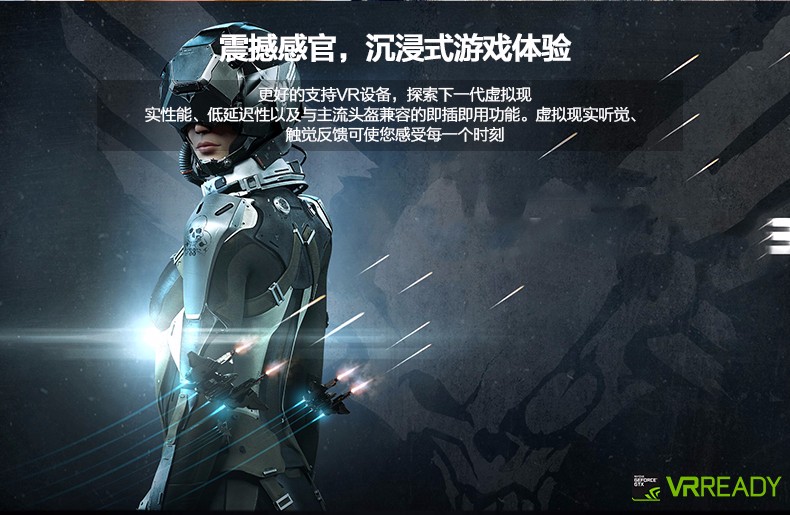 震撼感官，沉浸式游戏体验
更好的支持VR设备，探索下一代虚拟现
实性能、低延迟性以及与主流头盔兼容的即插即用功能。虚拟现实听觉、
触觉反馈可使您感受每一个时刻
GEFORCE
GTX
VRREADY